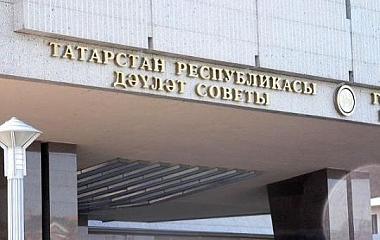 ТАТАРСТАН РЕСПУБЛИКАСЫ
ДӘҮЛӘТ СОВЕТЫ